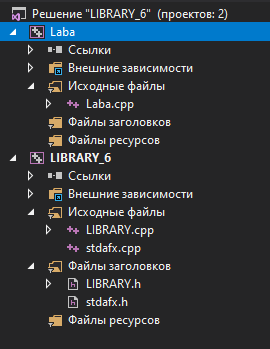 Решение "LIBRARY_6" (проектов: 2)
Laba
Ссылки
Внешние зависимости
Исходные файлы
Laba.cpp
Файлы заголовков
Файлы ресурсов
LIBRARY_6
Ссылки
Внешние зависимости
Исходные файлы
LIBRARY.cpp
stdafx.cpp
Файлы заголовков
LIBRARY.h
stdafx.h
Файлы ресурсов